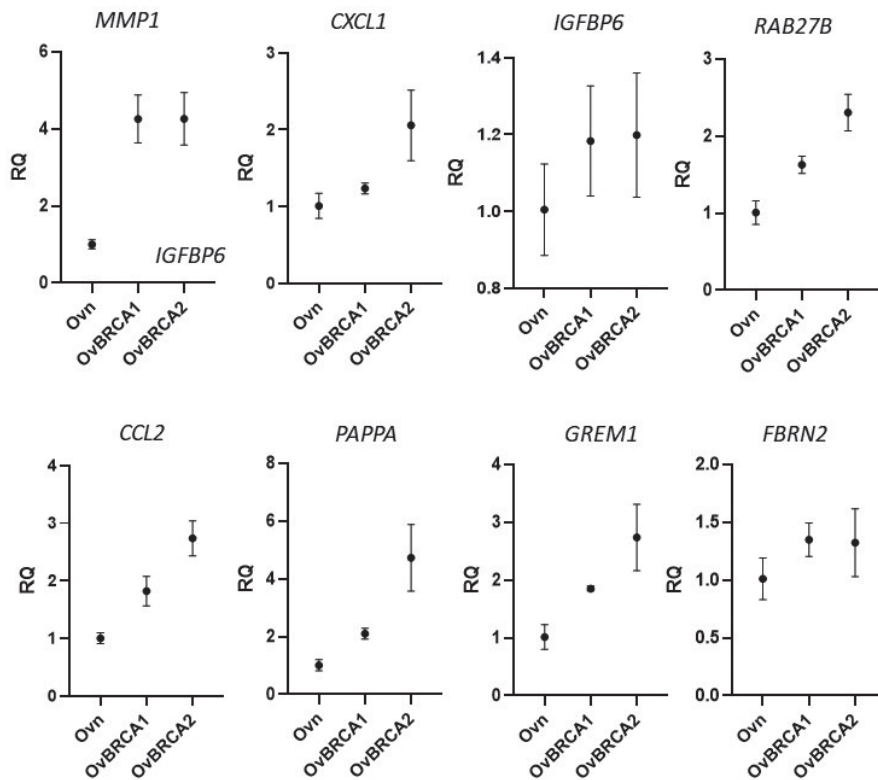 MMP1
CXCL1
IGFBP6
RAB27B
RQ
6
4
2
0
IGFBP6
Ovn
OvBRCA1
OvBRCA2
RQ
3
2
1
0
Ovn
OvBRCA1
OvBRCA2
RQ
1.4
1.2
1.0
0.8
Ovn
OvBRCA1
OvBRCA2
RQ
3
2
1
0
Ovn
OvBRCA1
OvBRCA2
CCL2
PAPPA
GREM1
FBRN2
RQ
4
3
2
1
0
Ovn
OvBRCA1
OvBRCA2
RQ
8
6
4
2
0
Ovn
OvBRCA1
OvBRCA2
RQ
4
3
2
1
0
Ovn
OvBRCA1
OvBRCA2
RQ
2.0
1.5
1.0
0.5
0.0
Ovn
OvBRCA1
OvBRCA2